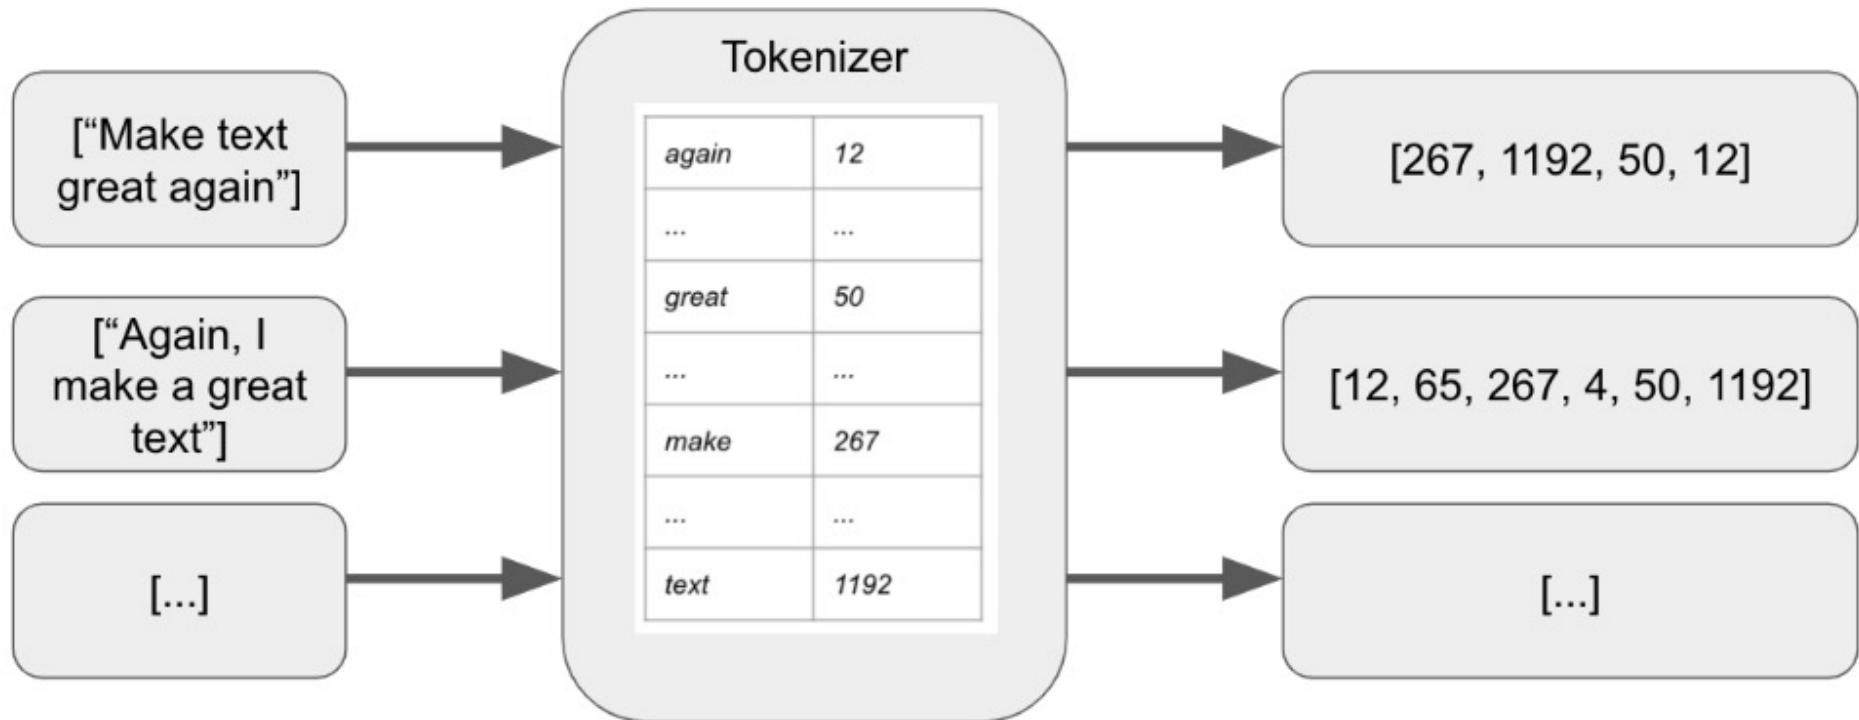 Tokenizer
[“Make text
great again”]
[“Again, I
make a great
text”]
[...]
again 12
... ...
great 50
... ...
make 267
... ...
text 1192
[267, 1192, 50, 12]
[12, 65, 267, 4, 50, 1192]
[...]